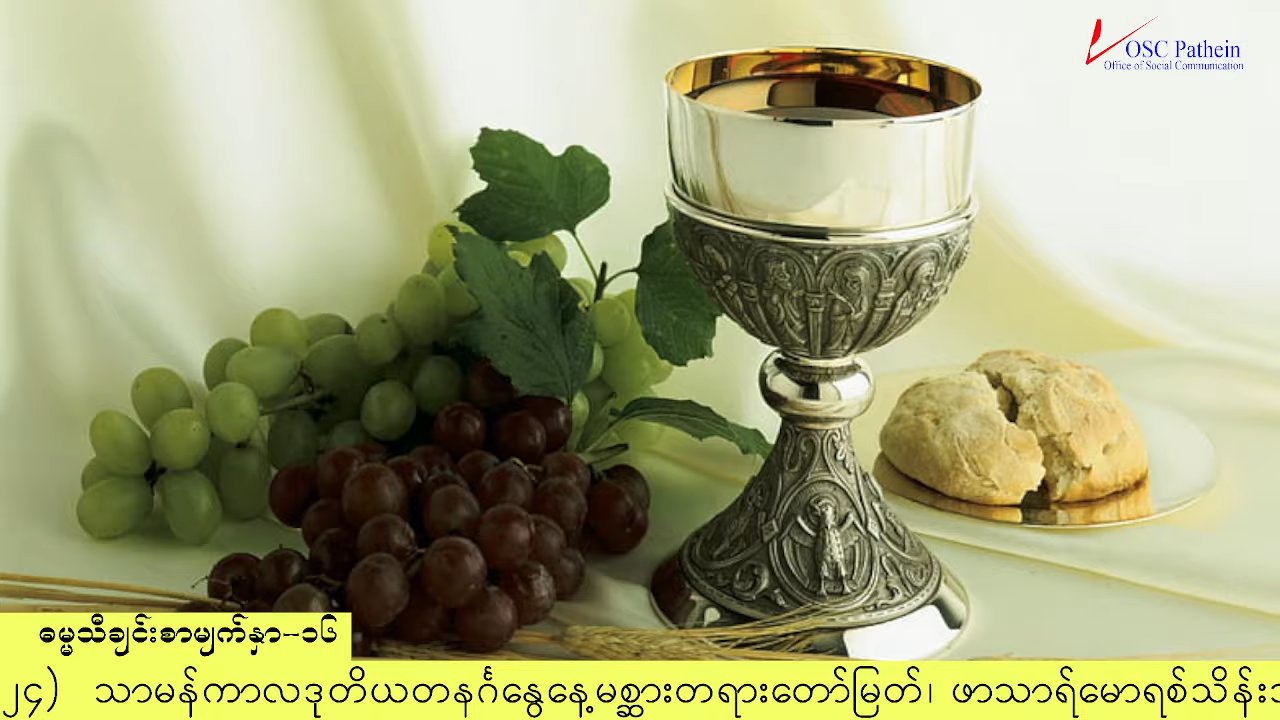 OSC Pathein
Office of Social Communication
ဓမ္မသီချင်းစာမျက်နှာ-၁၆
၂၄) သာမန်ကာလဒုတိယတနင်္ဂနွေနေ့မစ္ဆားတရားတော်မြတ်၊ ဖာသာရ်မောရစ်သိန်း